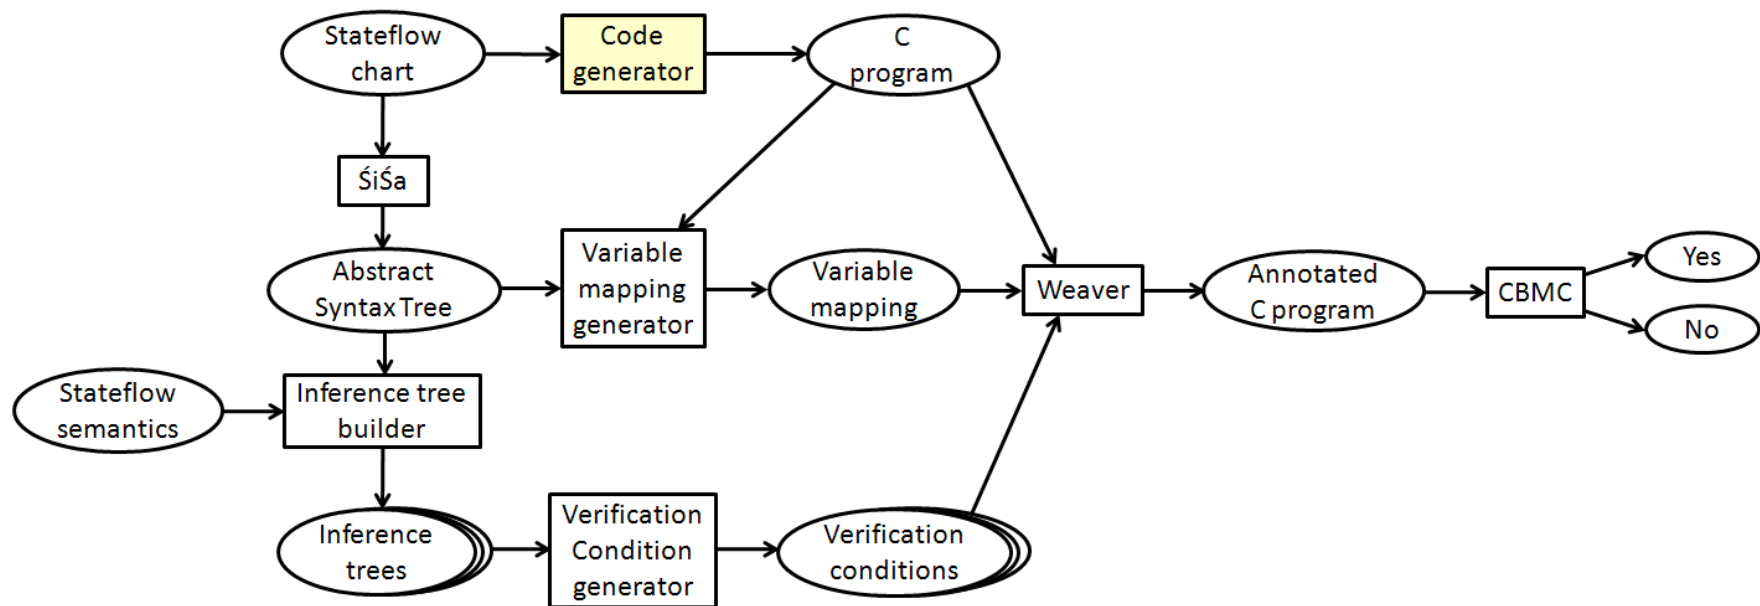 Stateflow
chart
Code
generator
C
program
ŚiŚa
Abstract
Syntax Tree
Variable
mapping
generator
Variable
mapping
Weaver
Annotated
C program
CBMC
Yes
No
Stateflow
semantics
Inference tree
builder
Inference
trees
Verification
Condition
generator
Verification
conditions